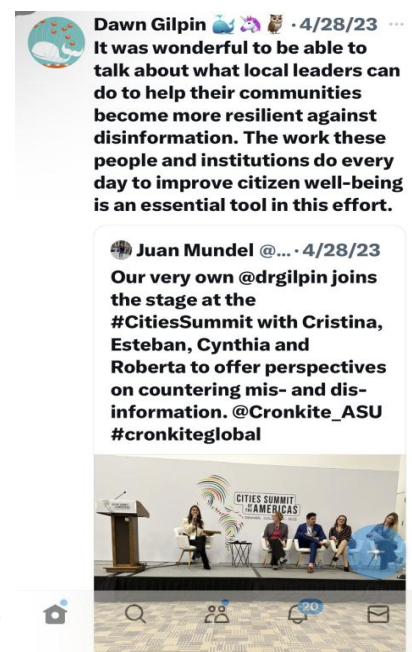 Dawn Gilpin 🐳 🦄 🦉 · 4/28/23 ...
It was wonderful to be able to
talk about what local leaders can
do to help their communities
become more resilient against
disinformation. The work these
people and institutions do every
day to improve citizen well-being
is an essential tool in this effort.
Juan Mundel @... · 4/28/23
Our very own @drgilpin joins
the stage at the
#CitiesSummit with Cristina,
Esteban, Cynthia and
Roberta to offer perspectives
on countering mis- and dis-
information. @Cronkite_ASU
#cronkiteglobal
CITIES SUMMIT
OF THE AMERICAS
20